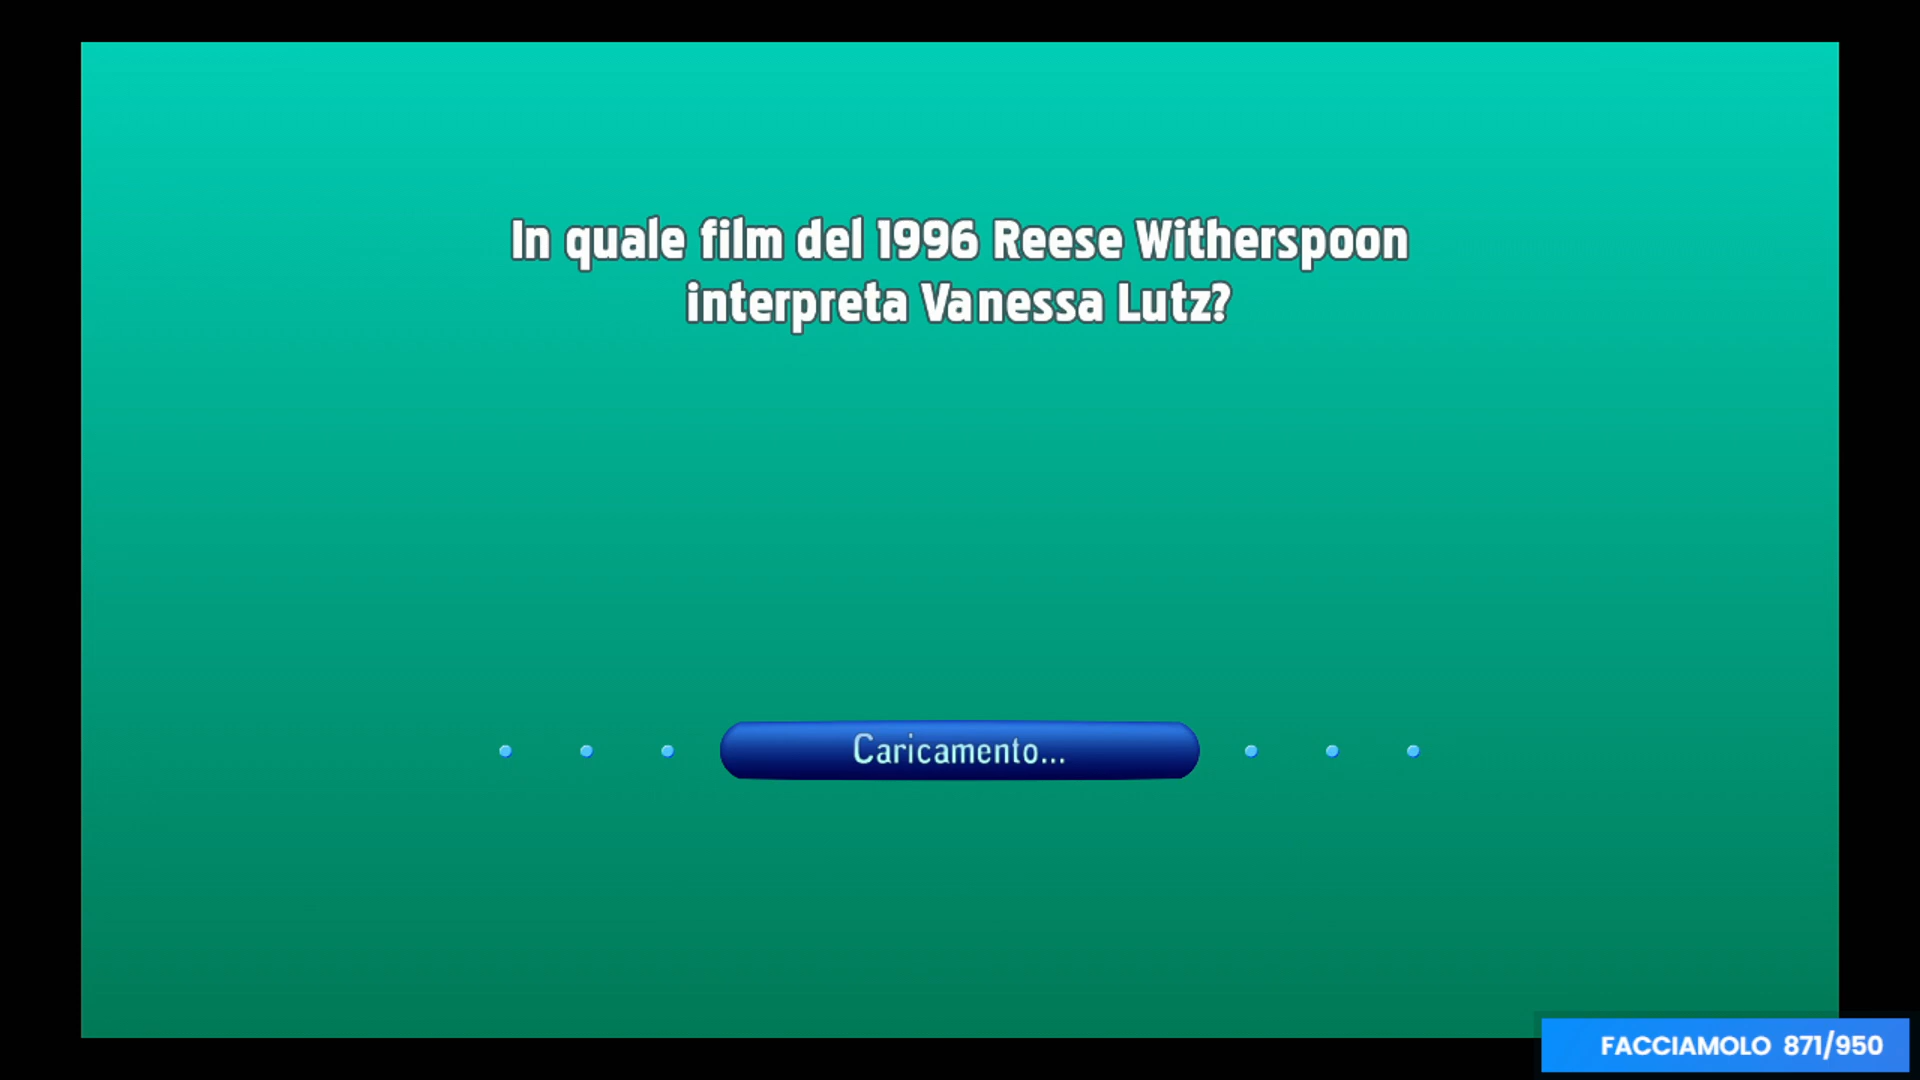 In quale film del 1996 Reese Witherspoon
interpreta Vanessa Lutz?
Caricamento...
FACCIAMOLO 871/950